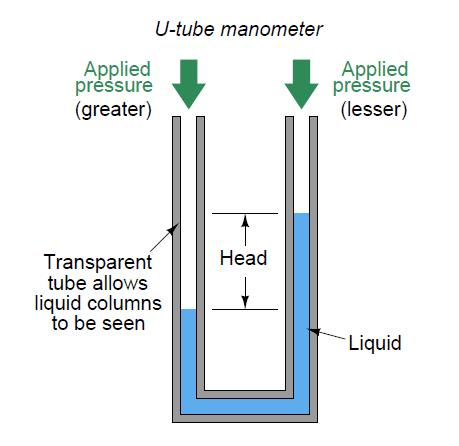 U-tube manometer
Applied
pressure
(greater)
Applied
pressure
(lesser)
Head
Transparent
tube allows
liquid columns
to be seen
Liquid